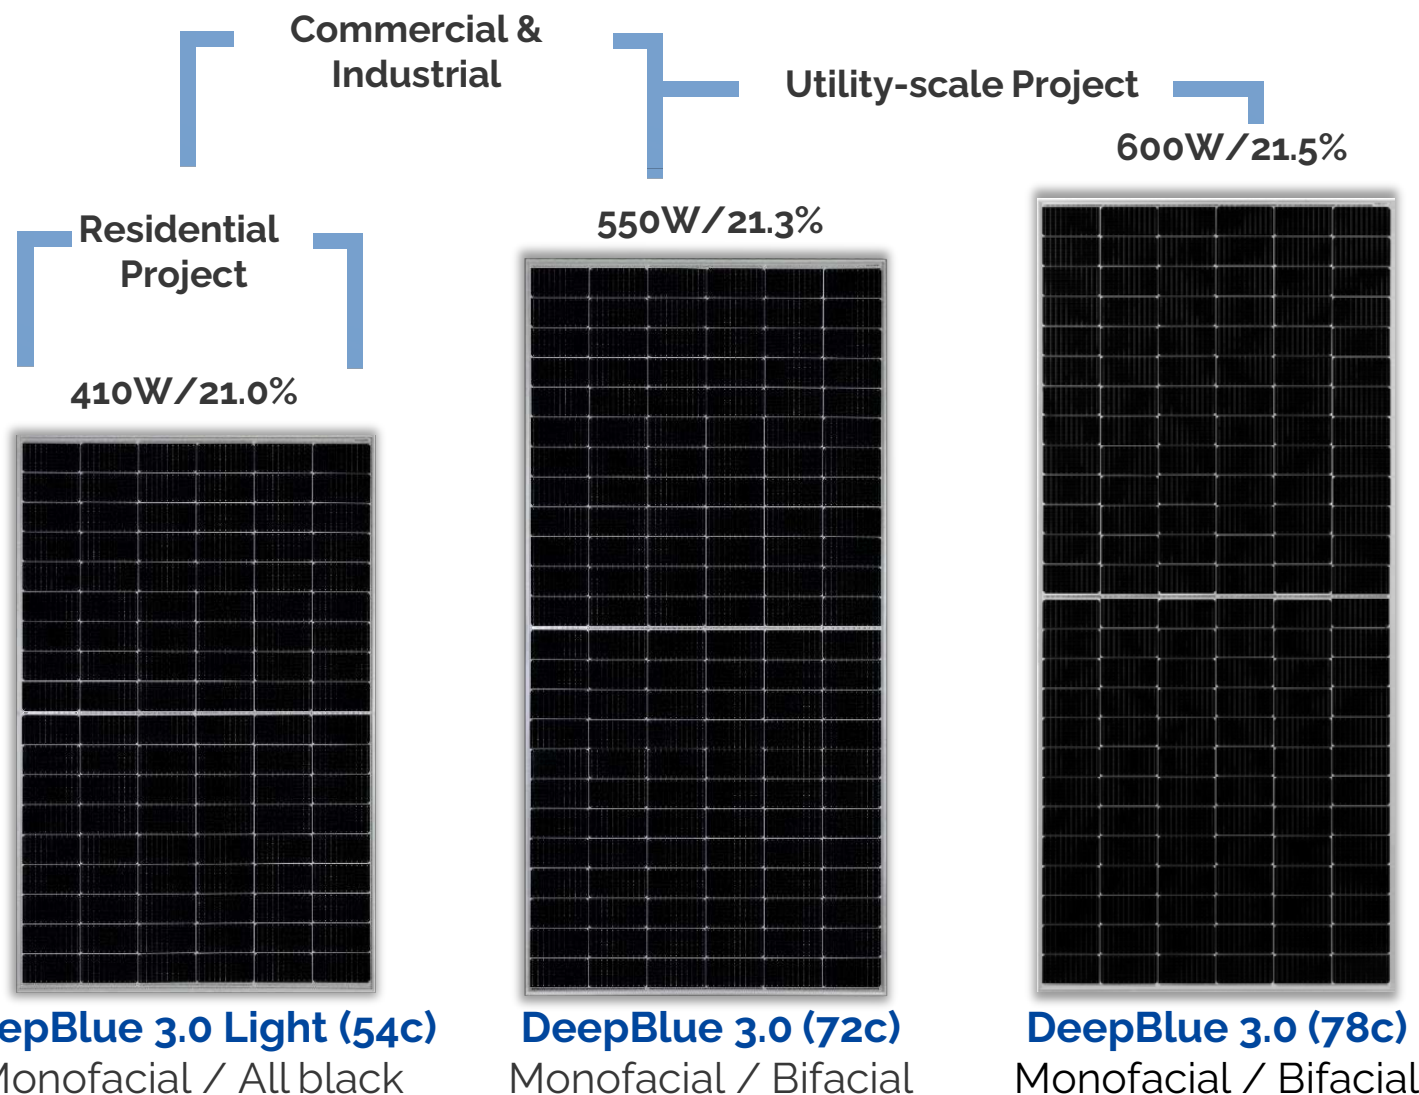 Commercial &
Industrial
Utility-scale Project
600W/21.5%
Residential
Project
550W/21.3%
410W/21.0%
epBlue 3.0 Light (54c)
DeepBlue 3.0 (72c)
DeepBlue 3.0 (78c)
Monofacial / All black
Monofacial / Bifacial
Monofacial / Bifacial